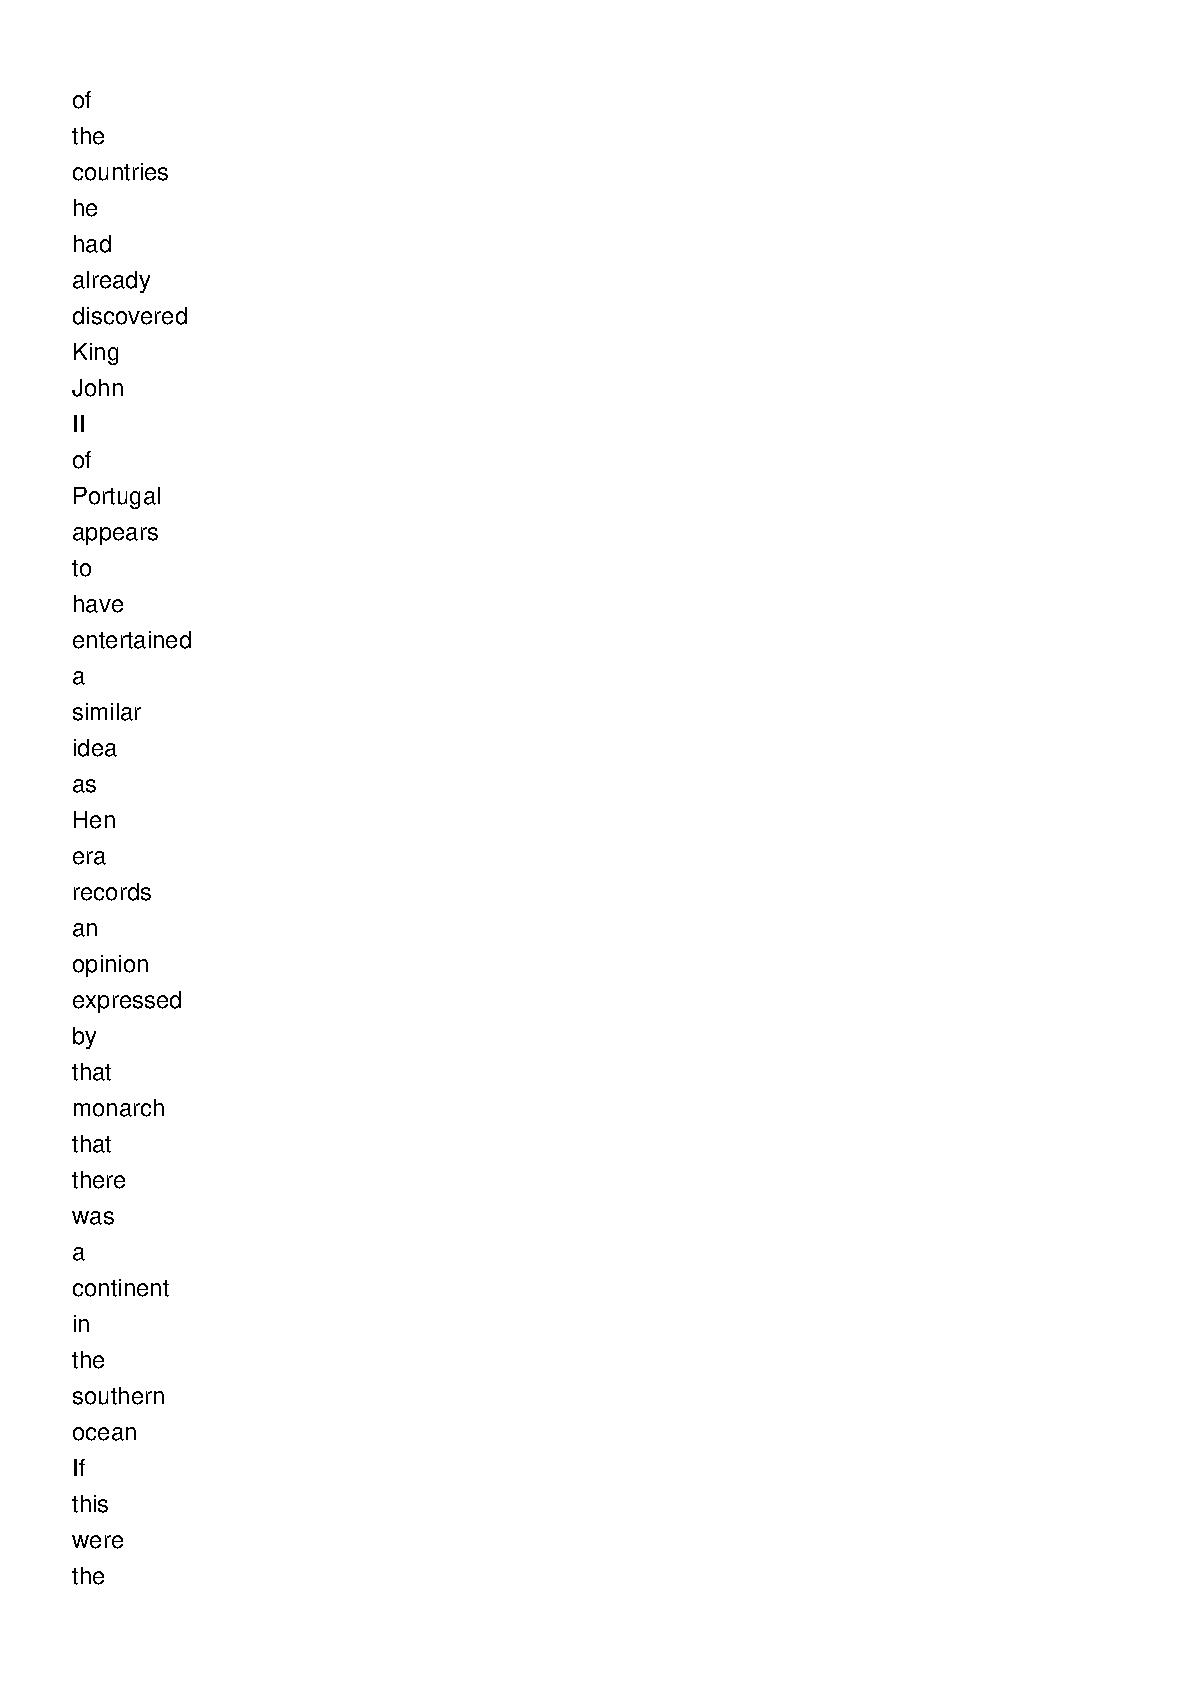 of
the
countries
he
had
already
discovered
King
John
II
of
Portugal
appears
to
have
entertained
a
similar
idea
as
Hen
era
records
an
opinion
expressed
by
that
monarch
that
there
was
a
continent
in
the
southern
ocean
If
this
were
the